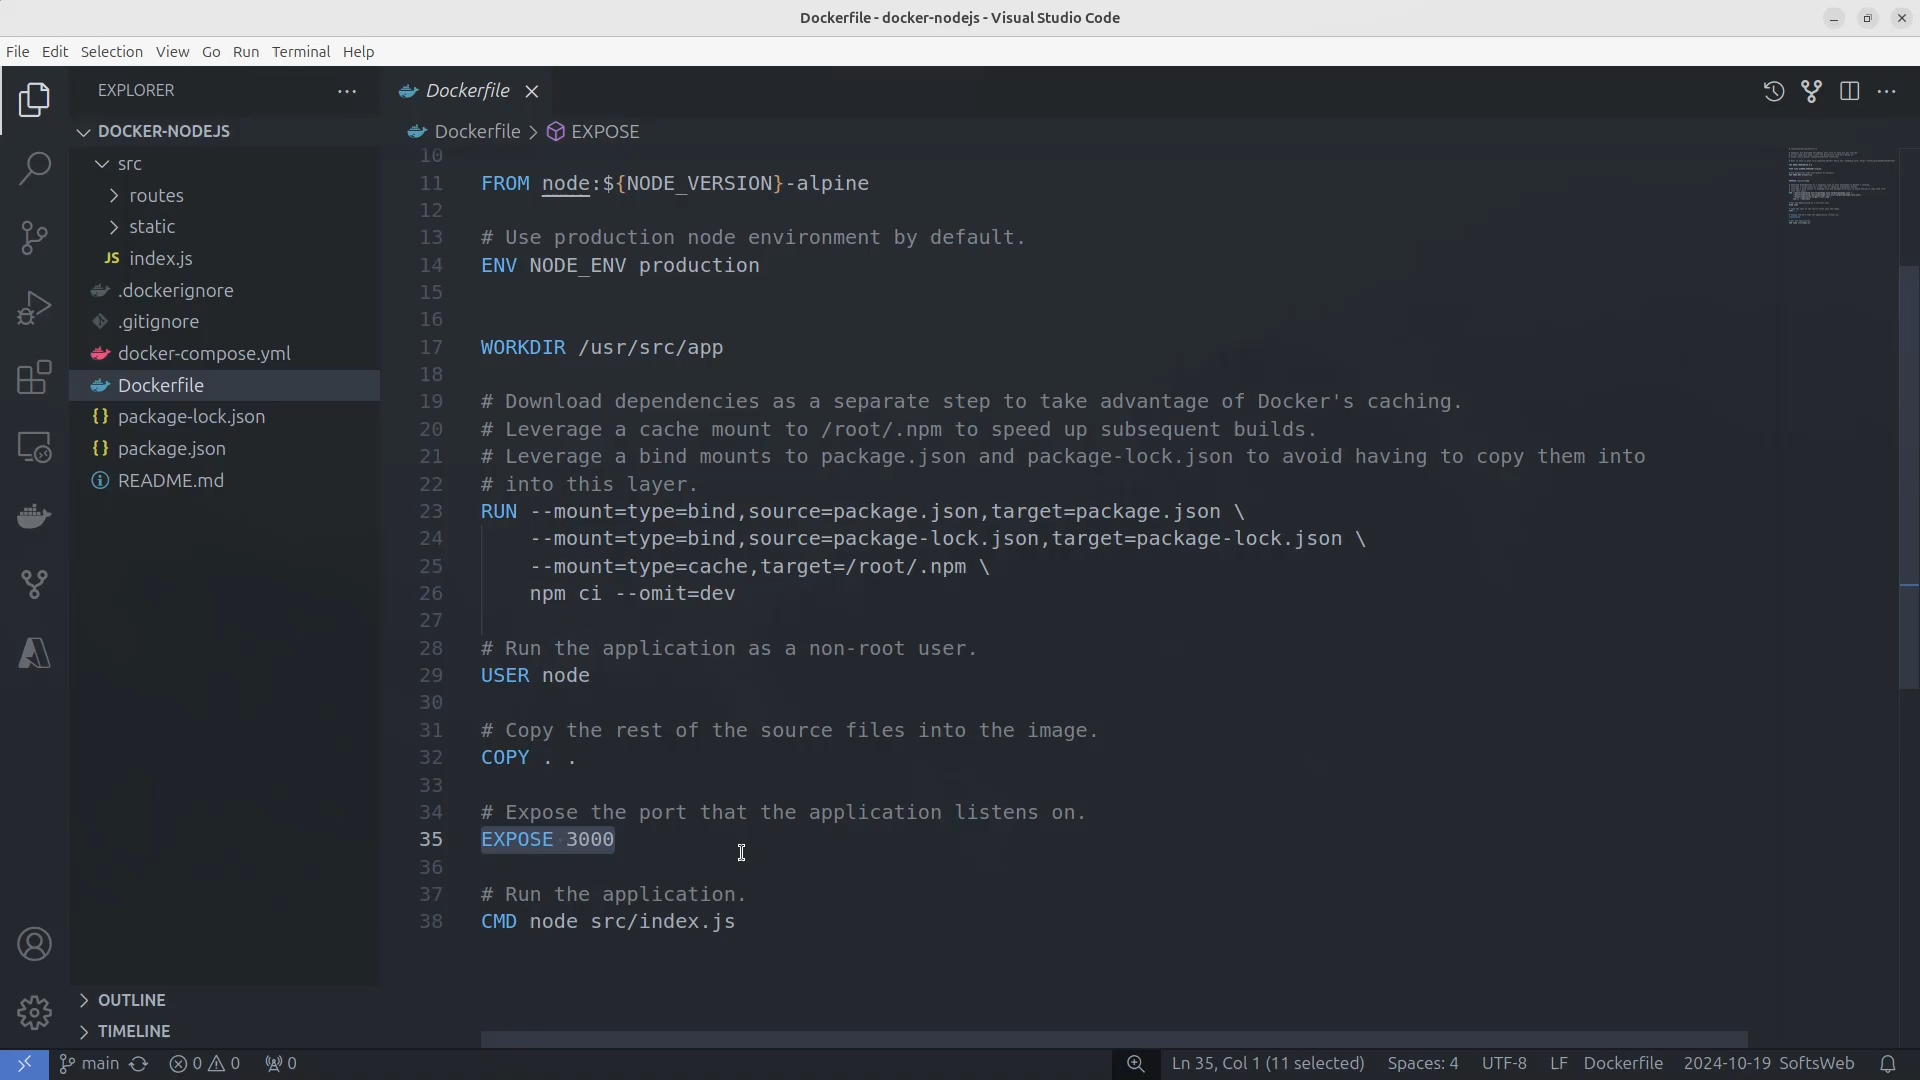 Dockerfile - docker-nodejs - Visual Studio Code
File Edit Selection View Go Run Terminal Help
EXPLORER
Dockerfile
DOCKER-NODEJS
Dockerfile > EXPOSE
src
routes
static
JS index.js
.dockerignore
.gitignore
docker-compose.yml
Dockerfile
{} package-lock.json
{} package.json
README.md
10
11 FROM node:${NODE_VERSION}-alpine
12
13 # Use production node environment by default.
14 ENV NODE_ENV production
15
16
17 WORKDIR /usr/src/app
18
19 # Download dependencies as a separate step to take advantage of Docker's caching.
20 # Leverage a cache mount to /root/.npm to speed up subsequent builds.
21 # Leverage a bind mounts to package.json and package-lock.json to avoid having to copy them into
22 # into this layer.
23 RUN --mount=type=bind,source=package.json,target=package.json \
24 --mount=type=bind,source=package-lock.json,target=package-lock.json \
25 --mount=type=cache,target=/root/.npm \
26 npm ci --omit=dev
27
28 # Run the application as a non-root user.
29 USER node
30
31 # Copy the rest of the source files into the image.
32 COPY . .
33
34 # Expose the port that the application listens on.
35 EXPOSE 3000
36
37 # Run the application.
38 CMD node src/index.js
OUTLINE
TIMELINE
main 0 0 0 Ln 35, Col 1 (11 selected) Spaces: 4 UTF-8 LF Dockerfile 2024-10-19 SoftsWeb